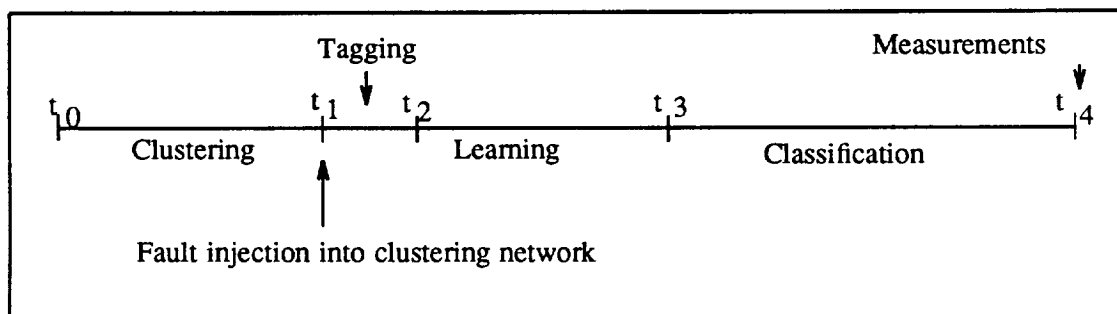 Tagging
Measurements
t0 t1 t2 t3 t4
Clustering
Learning
Classification
Fault injection into clustering network